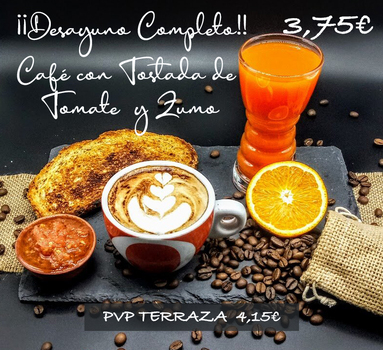 ¡¡Desayuno Completo!! 3,75€
Café con Tostada de
Tomate y Zumo
PVP TERRAZA 4,15€